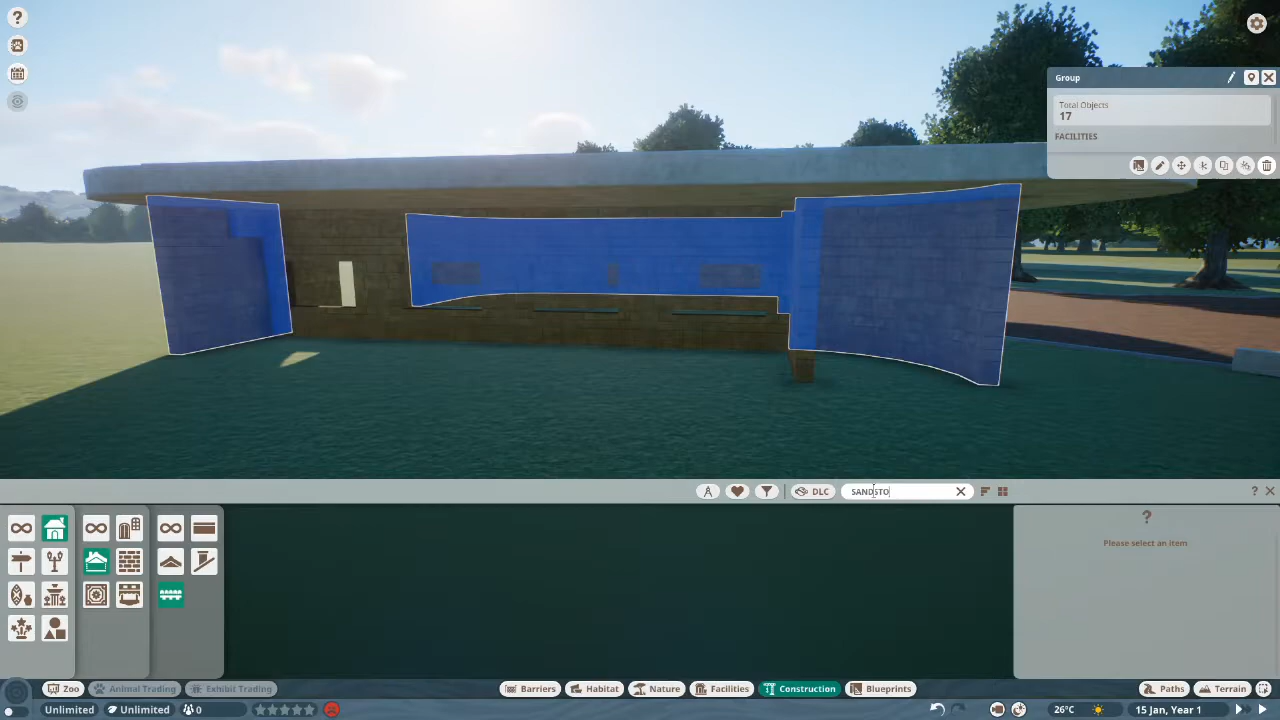 Group
Total Objects
17
FACILITIES
DLC
SANDSTO
Please select an item
Zoo
Animal Trading
Exhibit Trading
Barriers
Habitat
Nature
Facilities
Construction
Blueprints
Paths
Terrain
Unlimited
Unlimited
0
26°C
15 Jan, Year 1